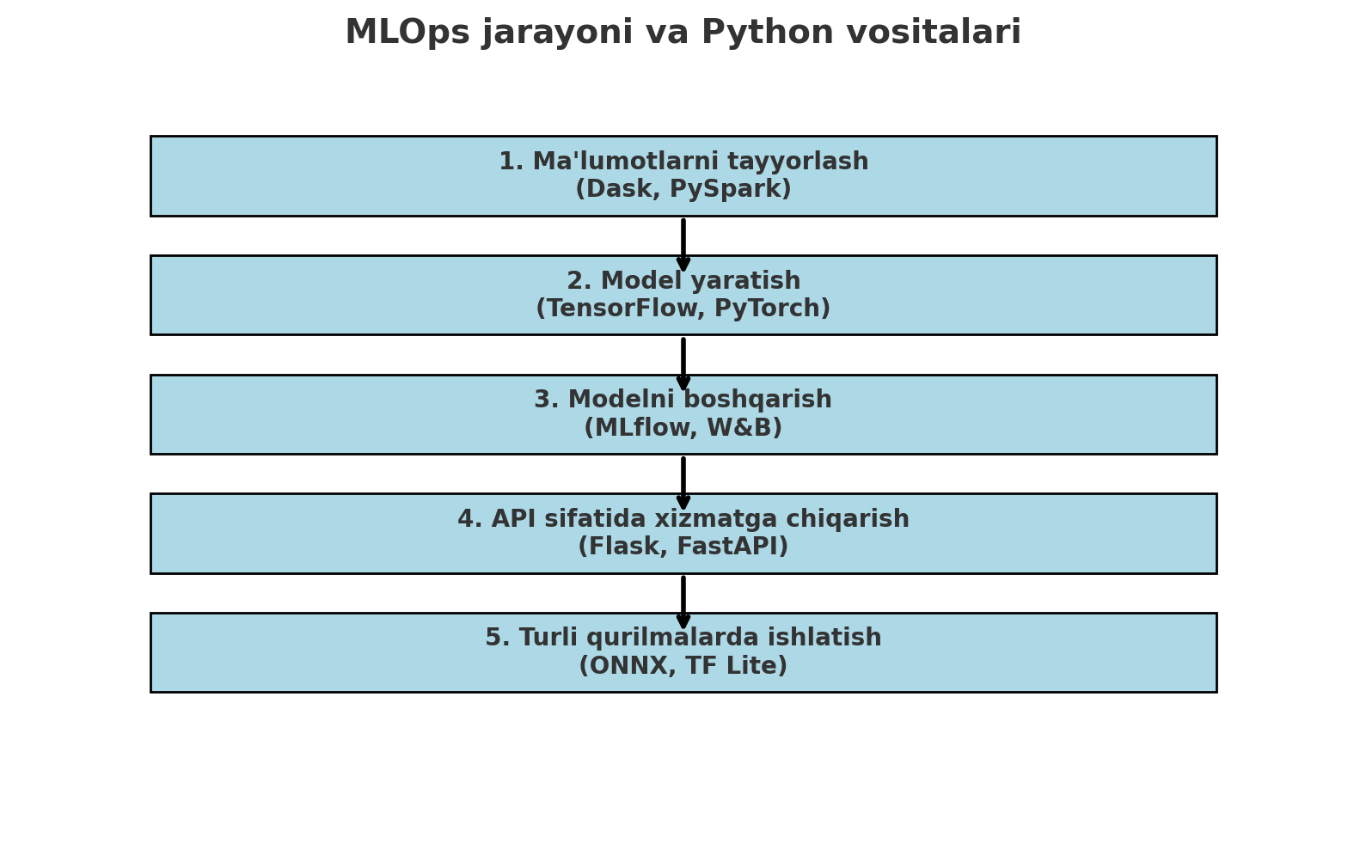 MLOps jarayoni va Python vositalari
1. Ma'lumotlarni tayyorlash
(Dask, PySpark)
2. Model yaratish
(TensorFlow, PyTorch)
3. Modelni boshqarish
(MLflow, W&B)
4. API sifatida xizmatga chiqarish
(Flask, FastAPI)
5. Turli qurilmalarda ishlatish
(ONNX, TF Lite)